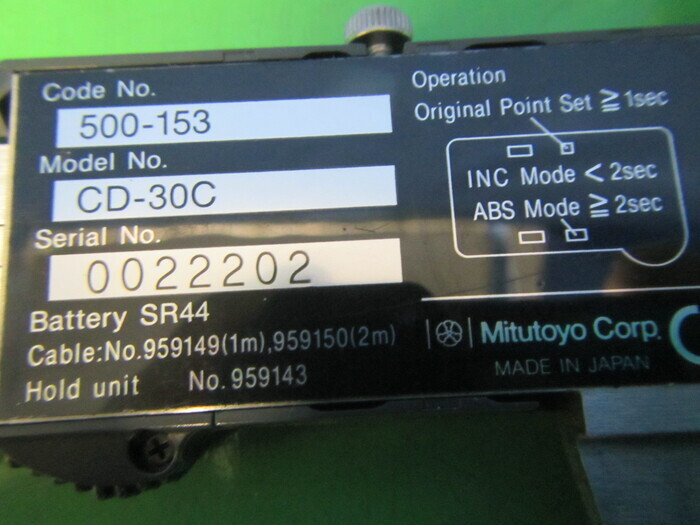 Code No.
500-153
Model No.
CD-30C
Serial No.
0022202
Battery SR44
Cable:No.959149(1m),959150(2m)
Hold unit No.959143
Operation
Original Point Set ≧ 1sec
INC Mode < 2sec
ABS Mode ≧ 2sec
Mitutoyo Corp.
MADE IN JAPAN